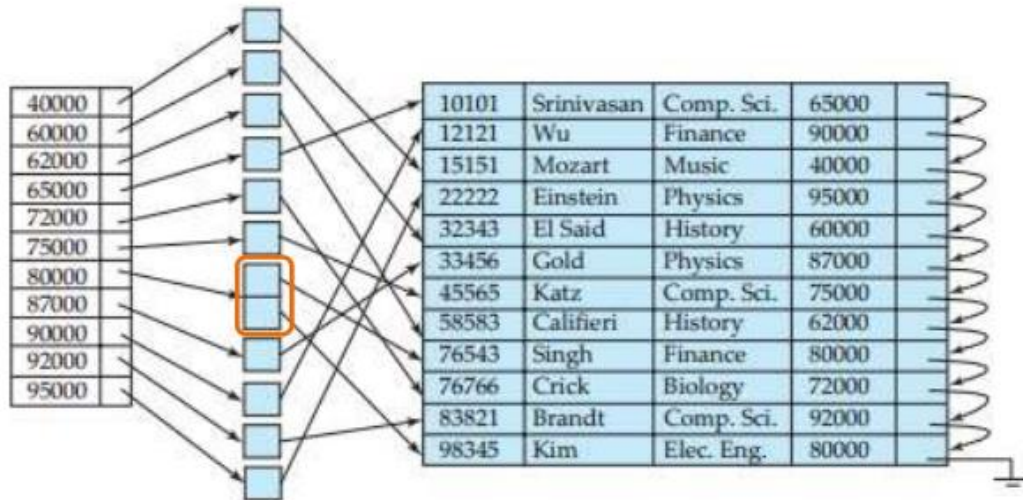 40000
60000
62000
65000
72000
75000
80000
87000
90000
92000
95000
10101 Srinivasan Comp. Sci. 65000
12121 Wu Finance 90000
15151 Mozart Music 40000
22222 Einstein Physics 95000
32343 El Said History 60000
33456 Gold Physics 87000
45565 Katz Comp. Sci. 75000
58583 Califieri History 62000
76543 Singh Finance 80000
76766 Crick Biology 72000
83821 Brandt Comp. Sci. 92000
98345 Kim Elec. Eng. 80000